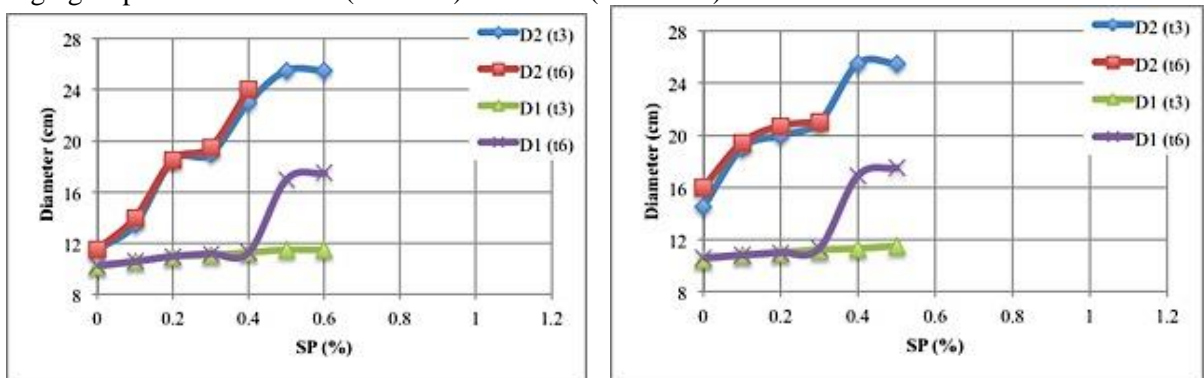 28
24
20
16
12
8
Diameter (cm)
0
0.2
0.4
0.6
0.8
1
1.2
SP (%)
D2 (t3)
D2 (t6)
D1 (t3)
D1 (t6)
28
24
20
16
12
8
Diameter (cm)
0
0.2
0.4
0.6
0.8
1
1.2
SP (%)
D2 (t3)
D2 (t6)
D1 (t3)
D1 (t6)